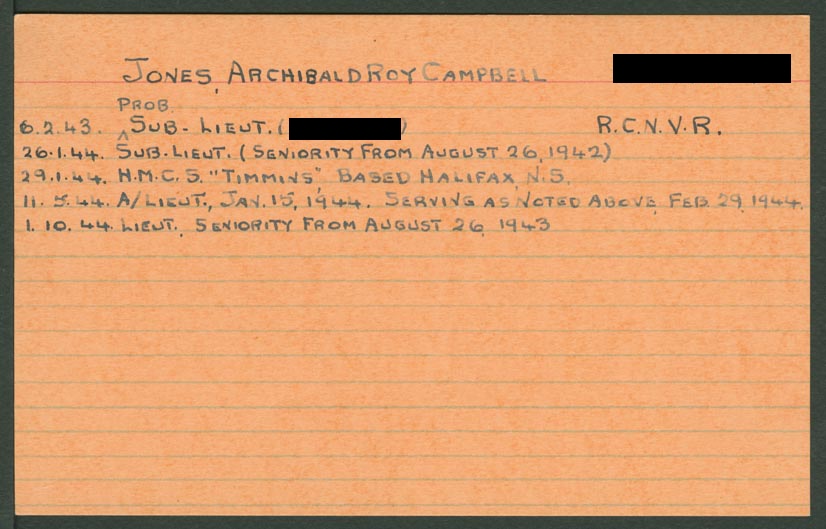 JONES, ARCHIBALD ROY CAMPBELL
PROB.
6.2.43. ^SUB-LIEUT. ( ) R.C.N.V.R.
26.1.44. SUB-LIEUT. (SENIORITY FROM AUGUST 26, 1942)
29.1.44. H.M.C.S. "TIMMINS", BASED HALIFAX, N.S.
11.5.44. A/LIEUT., JAN. 15, 1944. SERVING AS NOTED ABOVE, FEB. 29, 1944.
1.10.44. LIEUT., SENIORITY FROM AUGUST 26, 1943